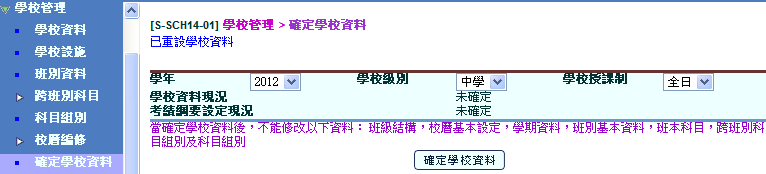 學校管理
學校資料
學校設施
班別資料
跨班別科目
科目組別
校曆編修
確定學校資料
[S-SCH14-01] 學校管理 > 確定學校資料
已重設學校資料
學年 2012 學校級別 中學 學校授課制 全日
學校資料現況 未確定
考績綱要設定現況 未確定
當確定學校資料後，不能修改以下資料： 班級結構，校曆基本設定，學期資料，班別基本資料，班本科目，跨班別科
目組別及科目組別
確定學校資料